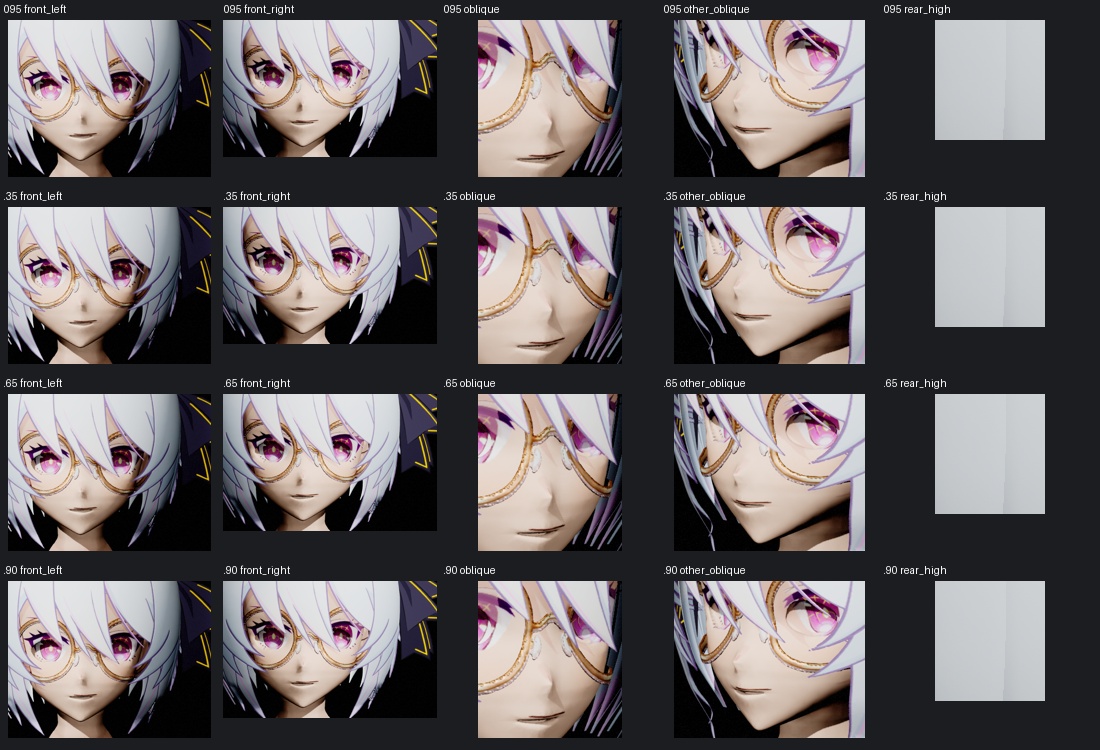 095 front_left 095 front_right 095 oblique 095 other_oblique 095 rear_high
.35 front_left .35 front_right .35 oblique .35 other_oblique .35 rear_high
.65 front_left .65 front_right .65 oblique .65 other_oblique .65 rear_high
.90 front_left .90 front_right .90 oblique .90 other_oblique .90 rear_high